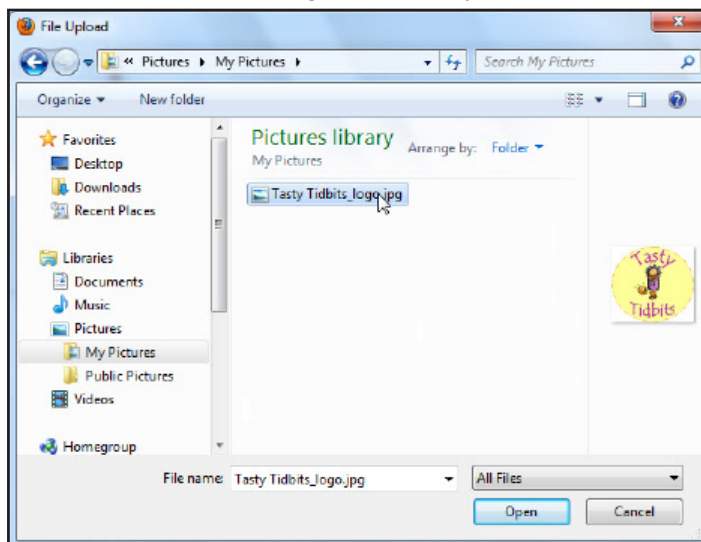 File Upload
« Pictures My Pictures Search My Pictures
Organize New folder
Favorites
Desktop
Downloads
Recent Places
Libraries
Documents
Music
Pictures
My Pictures
Public Pictures
Videos
Homegroup
Pictures library
My Pictures
Arrange by: Folder
Tasty Tidbits_logo.jpg
Tasty
Tidbits
File name: Tasty Tidbits_logo.jpg All Files
Open Cancel